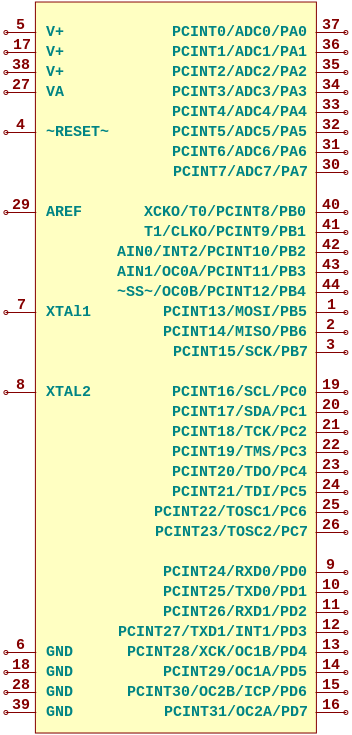 5 V+ PCINT0/ADC0/PA0 37
17 V+ PCINT1/ADC1/PA1 36
38 V+ PCINT2/ADC2/PA2 35
27 VA PCINT3/ADC3/PA3 34
PCINT4/ADC4/PA4 33
4 ~RESET~ PCINT5/ADC5/PA5 32
PCINT6/ADC6/PA6 31
PCINT7/ADC7/PA7 30
29 AREF XCKO/T0/PCINT8/PB0 40
T1/CLKO/PCINT9/PB1 41
AIN0/INT2/PCINT10/PB2 42
AIN1/OC0A/PCINT11/PB3 43
~SS~/OC0B/PCINT12/PB4 44
7 XTAl1 PCINT13/MOSI/PB5 1
PCINT14/MISO/PB6 2
PCINT15/SCK/PB7 3
8 XTAL2 PCINT16/SCL/PC0 19
PCINT17/SDA/PC1 20
PCINT18/TCK/PC2 21
PCINT19/TMS/PC3 22
PCINT20/TDO/PC4 23
PCINT21/TDI/PC5 24
PCINT22/TOSC1/PC6 25
PCINT23/TOSC2/PC7 26
PCINT24/RXD0/PD0 9
PCINT25/TXD0/PD1 10
PCINT26/RXD1/PD2 11
PCINT27/TXD1/INT1/PD3 12
6 GND PCINT28/XCK/OC1B/PD4 13
18 GND PCINT29/OC1A/PD5 14
28 GND PCINT30/OC2B/ICP/PD6 15
39 GND PCINT31/OC2A/PD7 16